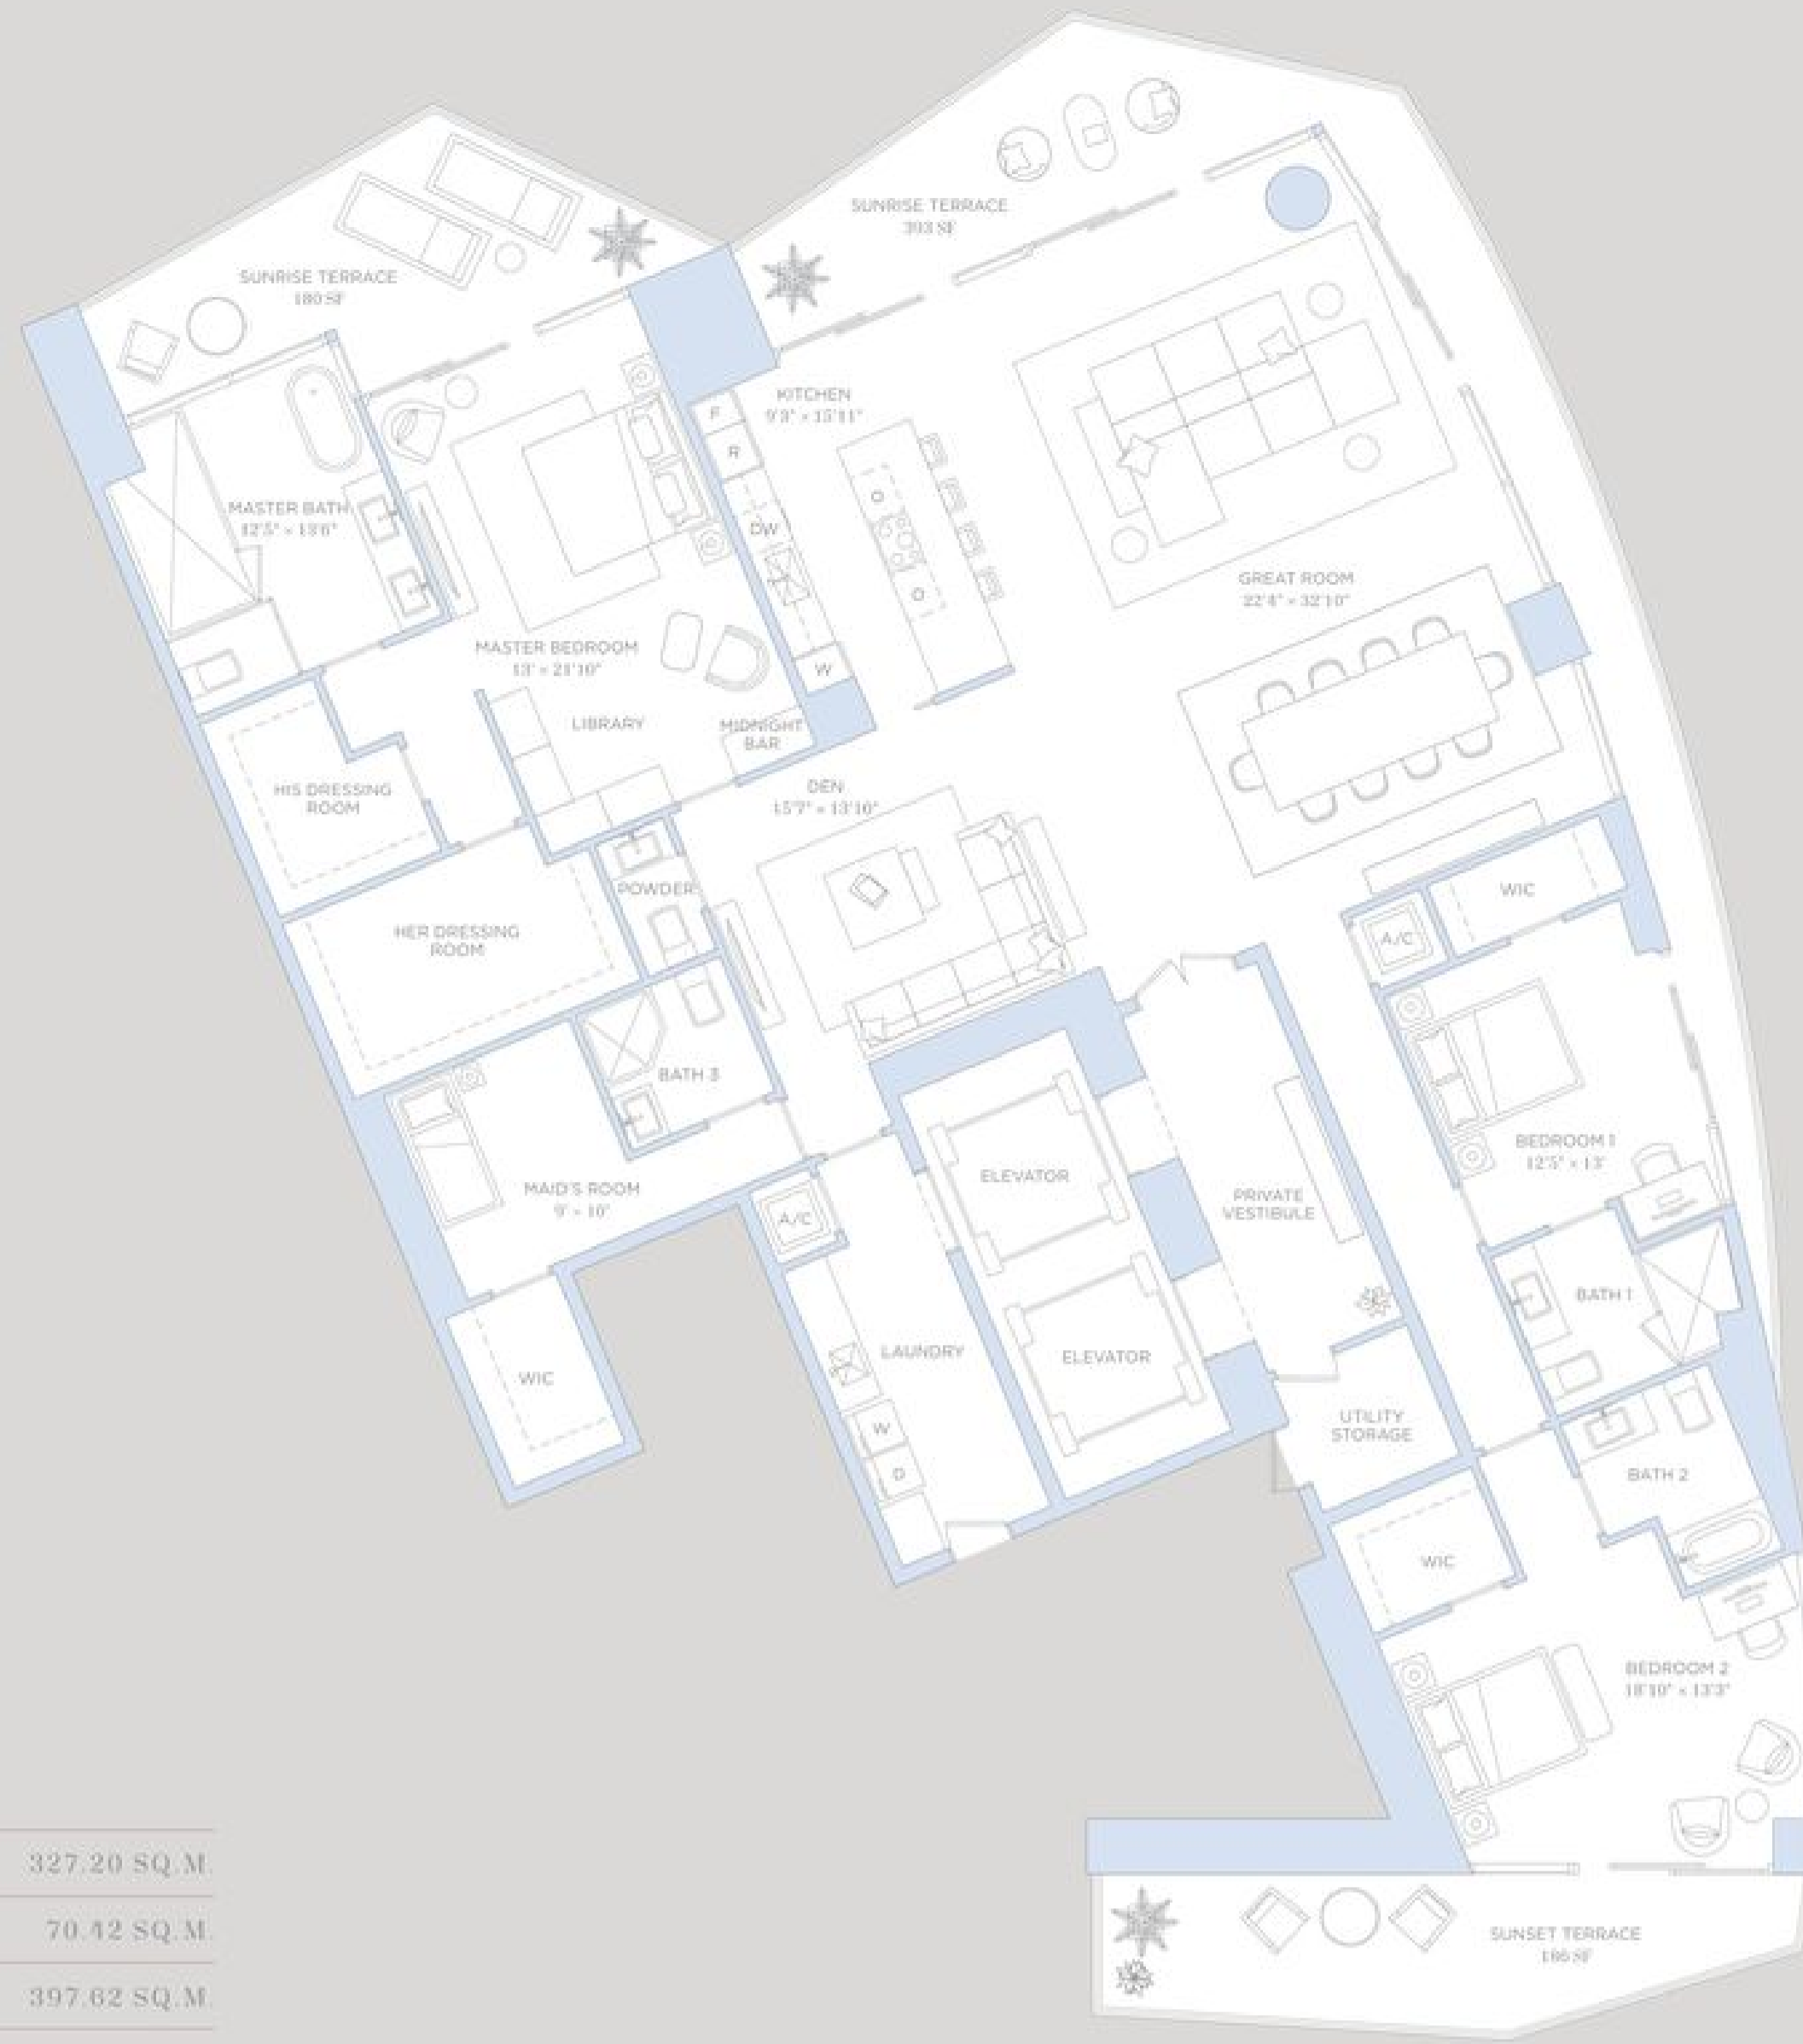 SUNRISE TERRACE
393 SF
SUNRISE TERRACE
180 SF
KITCHEN
9'3" × 15'11"
F
R
DW
W
O
O
MASTER BATH
12'5" × 13'6"
GREAT ROOM
22'4" × 32'10"
MASTER BEDROOM
13' × 21'10"
LIBRARY
MIDNIGHT
BAR
HIS DRESSING
ROOM
DEN
15'7" × 13'10"
POWDER
WIC
A/C
HER DRESSING
ROOM
BATH 3
BEDROOM 1
12'5" × 13'
ELEVATOR
MAID'S ROOM
9' × 10'
A/C
PRIVATE
VESTIBULE
BATH 1
LAUNDRY
ELEVATOR
WIC
W
D
UTILITY
STORAGE
BATH 2
WIC
BEDROOM 2
18'10" × 13'3"
SUNSET TERRACE
186 SF
327.20 SQ.M.
70.42 SQ.M.
397.62 SQ.M.